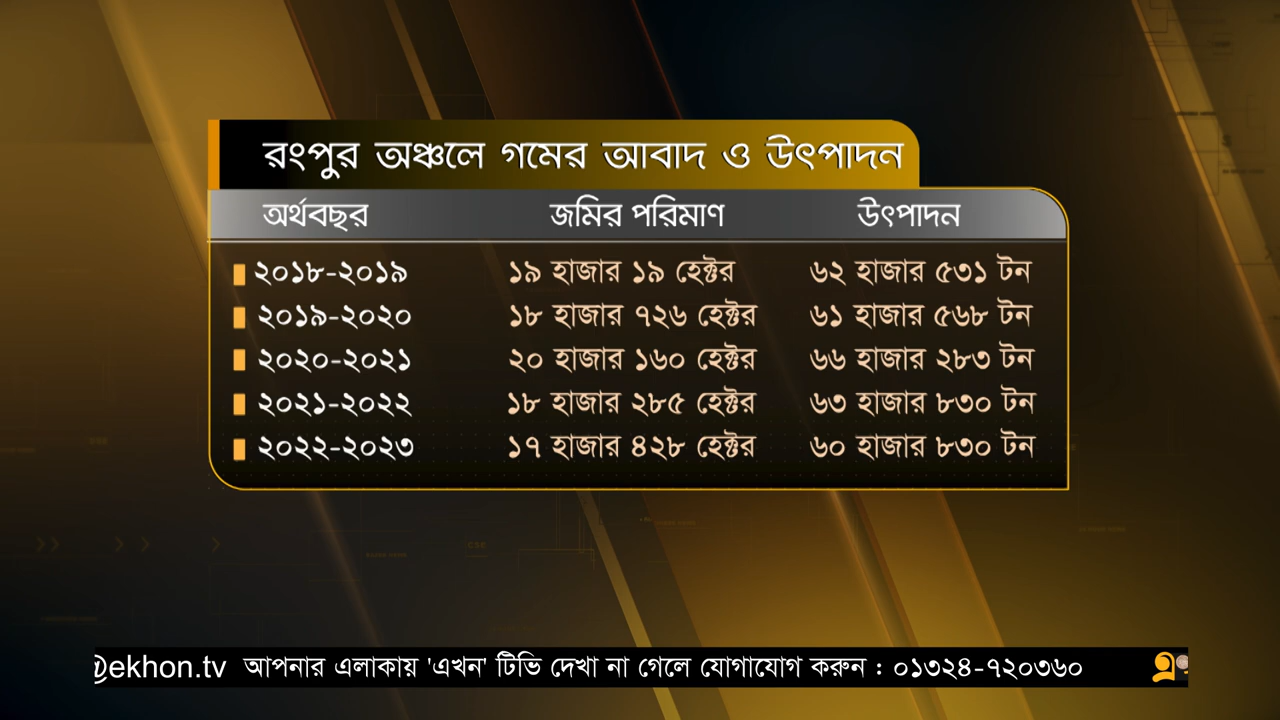 রংপুর অঞ্চলে গমের আবাদ ও উৎপাদন
অর্থবছর জমির পরিমাণ উৎপাদন
২০১৮-২০১৯ ১৯ হাজার ১৯ হেক্টর ৬২ হাজার ৫৩১ টন
২০১৯-২০২০ ১৮ হাজার ৭২৬ হেক্টর ৬১ হাজার ৫৬৮ টন
২০২০-২০২১ ২০ হাজার ১৬০ হেক্টর ৬৬ হাজার ২৮৩ টন
২০২১-২০২২ ১৮ হাজার ২৮৫ হেক্টর ৬৩ হাজার ৮৩০ টন
২০২২-২০২৩ ১৭ হাজার ৪২৮ হেক্টর ৬০ হাজার ৮৩০ টন
@ekhon.tv আপনার এলাকায় 'এখন' টিভি দেখা না গেলে যোগাযোগ করুন : ০১৩২৪-৭২০৩৬০